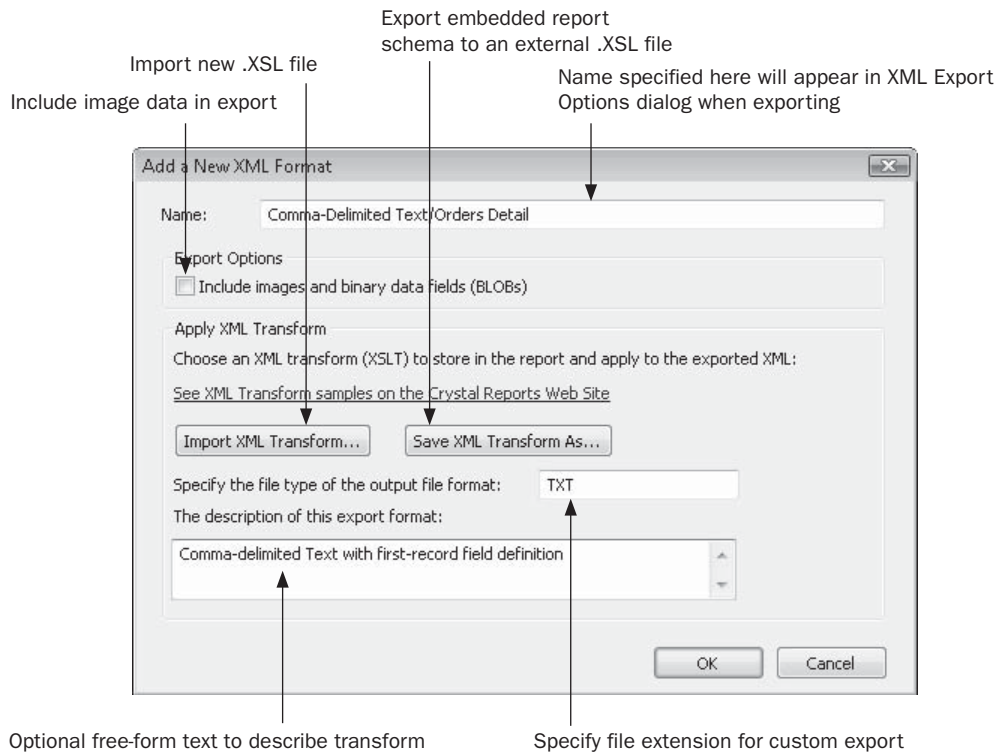 Export embedded report
schema to an external .XSL file
Import new .XSL file
Name specified here will appear in XML Export
Options dialog when exporting
Include image data in export
Add a New XML Format
Name:
Comma-Delimited Text/Orders Detail
Export Options
Include images and binary data fields (BLOBs)
Apply XML Transform
Choose an XML transform (XSLT) to store in the report and apply to the exported XML:
See XML Transform samples on the Crystal Reports Web Site
Import XML Transform...
Save XML Transform As...
Specify the file type of the output file format:
TXT
The description of this export format:
Comma-delimited Text with first-record field definition
OK
Cancel
Optional free-form text to describe transform
Specify file extension for custom export